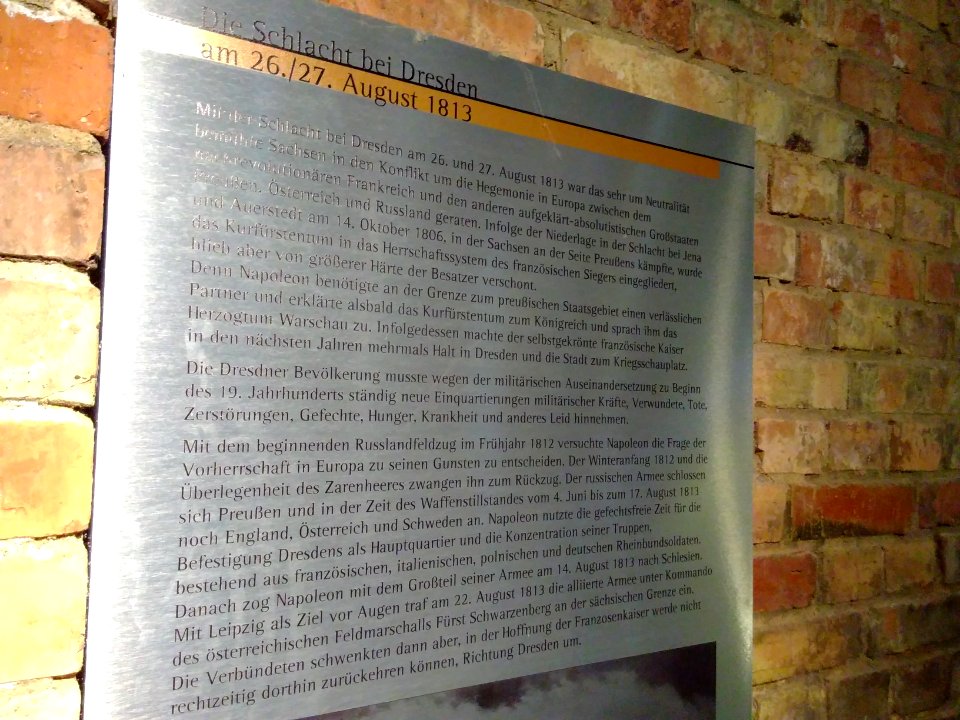 Die Schlacht bei Dresden
am 26./27. August 1813
Mit der Schlacht bei Dresden am 26. und 27. August 1813 war das sehr um Neutralität
bemühte Sachsen in den Konflikt um die Hegemonie in Europa zwischen dem
nachrevolutionären Frankreich und den anderen aufgeklärt-absolutistischen Großstaaten
Preußen, Österreich und Russland geraten. Infolge der Niederlage in der Schlacht bei Jena
und Auerstedt am 14. Oktober 1806, in der Sachsen an der Seite Preußens kämpfte, wurde
das Kurfürstentum in das Herrschaftssystem des französischen Siegers eingegliedert,
blieb aber von größerer Härte der Besatzer verschont.
Denn Napoleon benötigte an der Grenze zum preußischen Staatsgebiet einen verlässlichen
Partner und erklärte alsbald das Kurfürstentum zum Königreich und sprach ihm das
Herzogtum Warschau zu. Infolgedessen machte der selbstgekrönte französische Kaiser
in den nächsten Jahren mehrmals Halt in Dresden und die Stadt zum Kriegsschauplatz.
Die Dresdner Bevölkerung musste wegen der militärischen Auseinandersetzung zu Beginn
des 19. Jahrhunderts ständig neue Einquartierungen militärischer Kräfte, Verwundete, Tote,
Zerstörungen, Gefechte, Hunger, Krankheit und anderes Leid hinnehmen.
Mit dem beginnenden Russlandfeldzug im Frühjahr 1812 versuchte Napoleon die Frage der
Vorherrschaft in Europa zu seinen Gunsten zu entscheiden. Der Winteranfang 1812 und die
Überlegenheit des Zarenheeres zwangen ihn zum Rückzug. Der russischen Armee schlossen
sich Preußen und in der Zeit des Waffenstillstandes vom 4. Juni bis zum 17. August 1813
noch England, Österreich und Schweden an. Napoleon nutzte die gefechtsfreie Zeit für die
Befestigung Dresdens als Hauptquartier und die Konzentration seiner Truppen,
bestehend aus französischen, italienischen, polnischen und deutschen Rheinbundsoldaten.
Danach zog Napoleon mit dem Großteil seiner Armee am 14. August 1813 nach Schlesien.
Mit Leipzig als Ziel vor Augen traf am 22. August 1813 die alliierte Armee unter Kommando
des österreichischen Feldmarschalls Fürst Schwarzenberg an der sächsischen Grenze ein.
Die Verbündeten schwenkten dann aber, in der Hoffnung der Franzosenkaiser werde nicht
rechtzeitig dorthin zurückehren können, Richtung Dresden um.